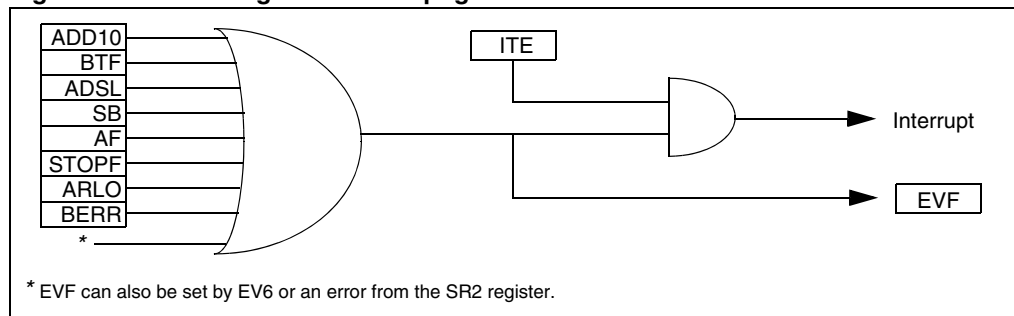 ADD10
BTF
ADSL
SB
AF
STOPF
ARLO
BERR
*
ITE
Interrupt
EVF
* EVF can also be set by EV6 or an error from the SR2 register.